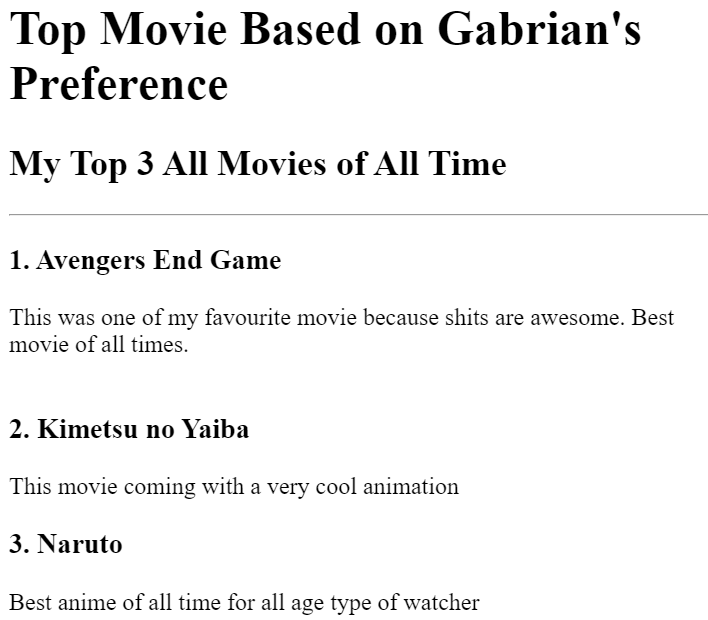 Top Movie Based on Gabrian's
Preference
My Top 3 All Movies of All Time
1. Avengers End Game
This was one of my favourite movie because shits are awesome. Best
movie of all times.
2. Kimetsu no Yaiba
This movie coming with a very cool animation
3. Naruto
Best anime of all time for all age type of watcher